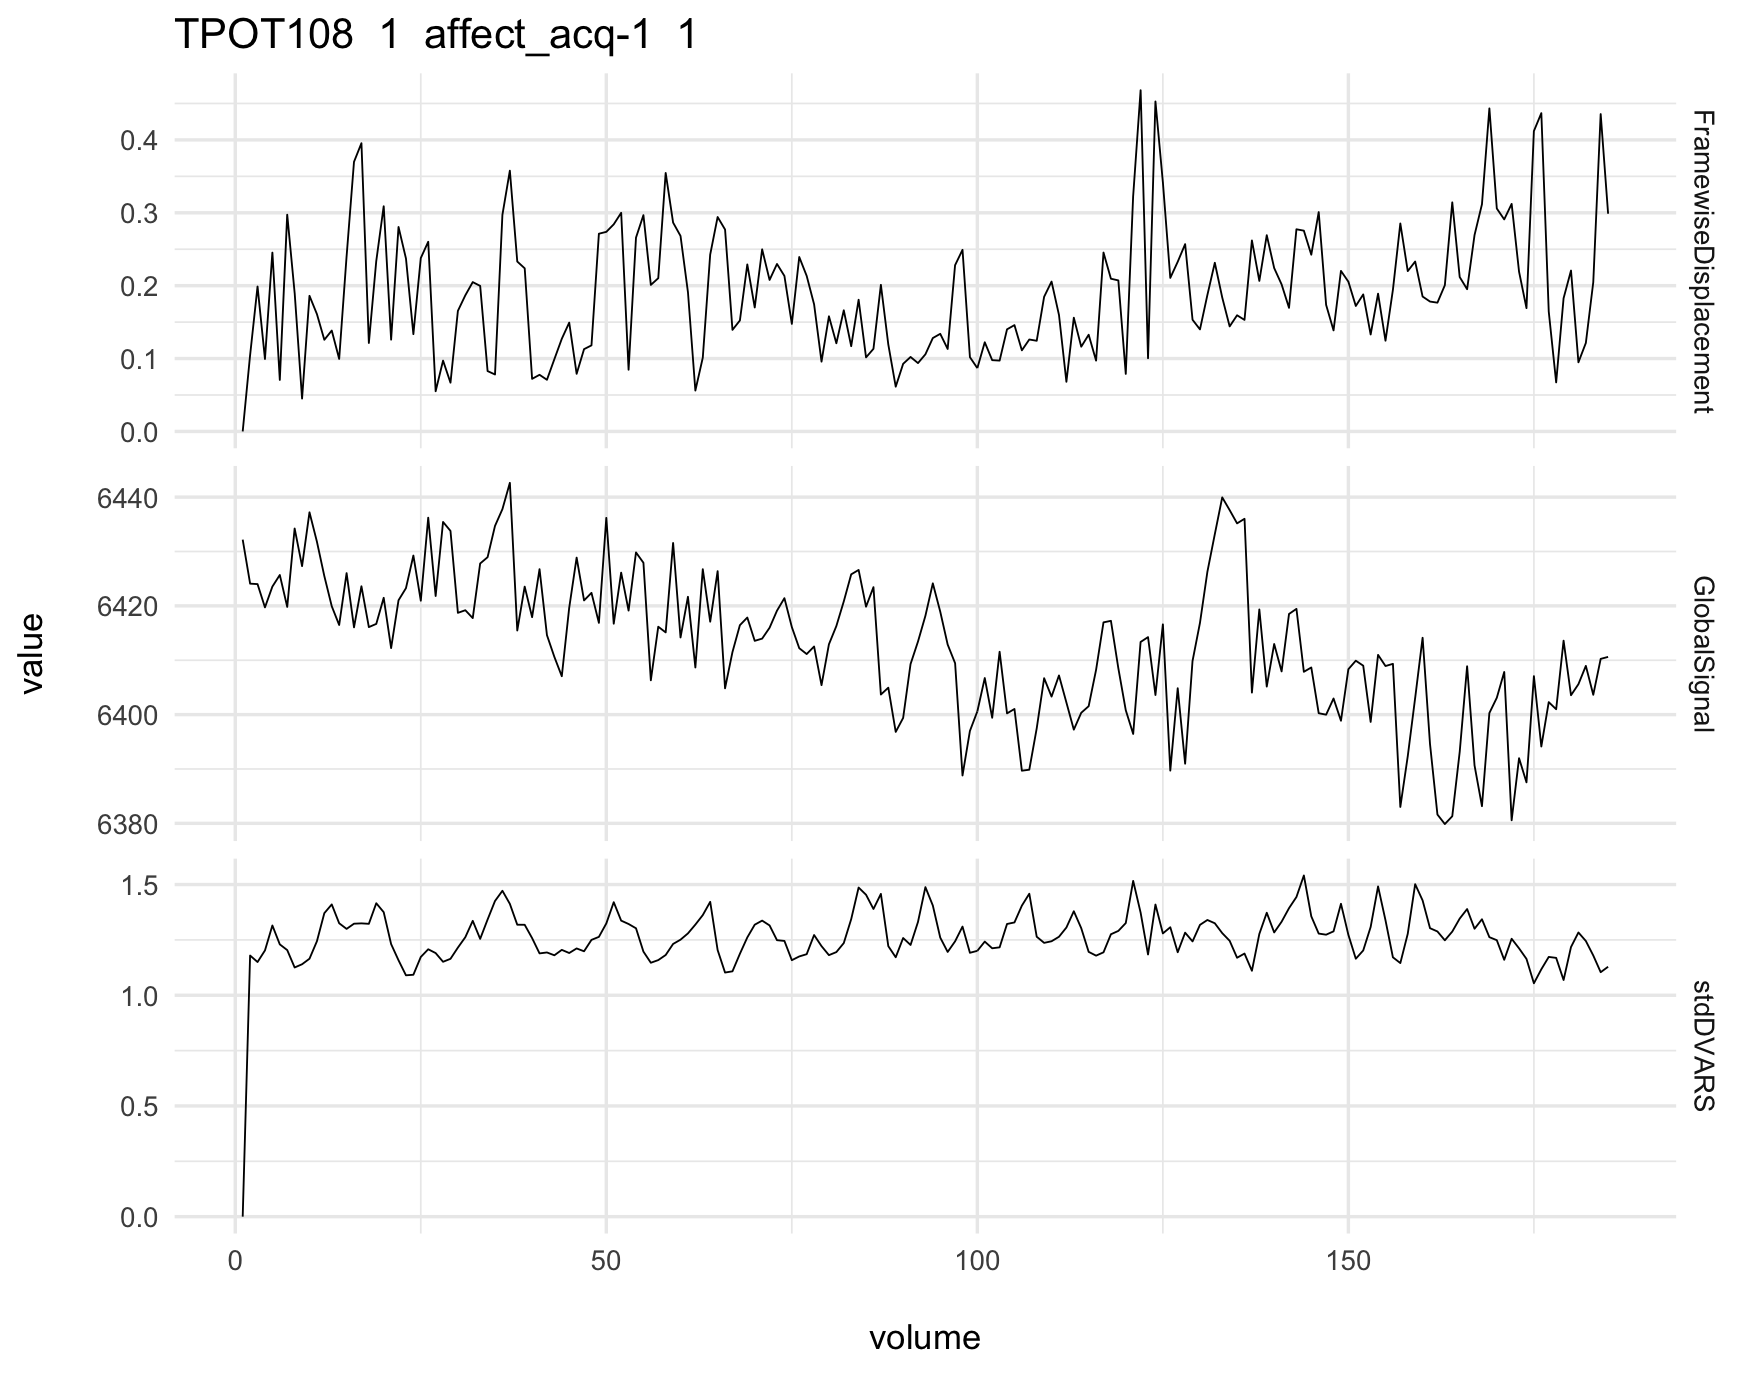 TPOT108 1 affect_acq-1 1
value
0.4
0.3
0.2
0.1
0.0
FramewiseDisplacement
6440
6420
6400
6380
GlobalSignal
1.5
1.0
0.5
0.0
stdDVARS
0 50 100 150
volume